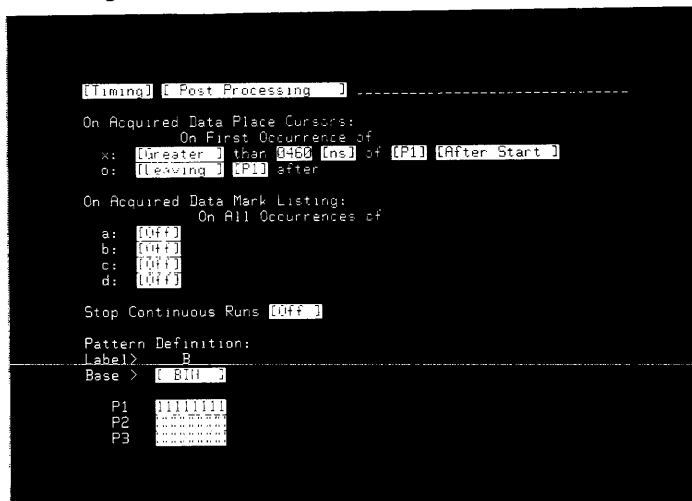 [Timing] [ Post Processing ]
On Acquired Data Place Cursors:
On First Occurrence of
x: [Greater ] than 0460 [ns] of [P1] [After Start ]
o: [Leaving ] [P1] after
On Acquired Data Mark Listing:
On All Occurrences of
a: [Off]
b: [Off]
c: [Off]
d: [Off]
Stop Continuous Runs [Off ]
Pattern Definition:
Label> B
Base > [ BIN ]
P1 11111111
P2
P3